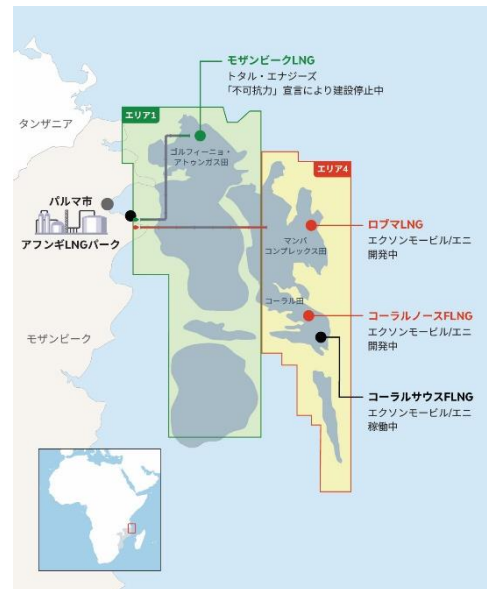 モザンビークLNG
トタル・エナジーズ
「不可抗力」宣言により建設停止中
タンザニア
エリア1
ゴルフィーニョ・
アトゥンガス田
エリア4
パルマ市
アフンギLNGパーク
マンバ
コンプレックス田
ロブマLNG
エクソンモービル/エニ
開発中
コーラル田
コーラルノースFLNG
エクソンモービル/エニ
開発中
モザンビーク
コーラルサウスFLNG
エクソンモービル/エニ
稼働中